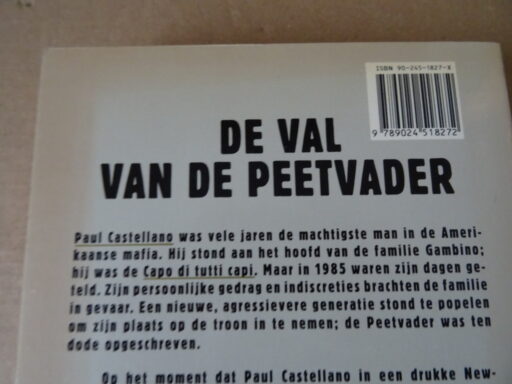 ISBN 90-245-1827-X
9 789024 518272
DE VAL
VAN DE PEETVADER
Paul Castellano was vele jaren de machtigste man in de Ameri-
kaanse mafia. Hij stond aan het hoofd van de familie Gambino;
hij was de Capo di tutti capi. Maar in 1985 waren zijn dagen ge-
teld. Zijn persoonlijke gedrag en indiscreties brachten de familie
in gevaar. Een nieuwe, agressievere generatie stond te popelen
om zijn plaats op de troon in te nemen; de Peetvader was ten
dode opgeschreven.
Op het moment dat Paul Castellano in een drukke New-